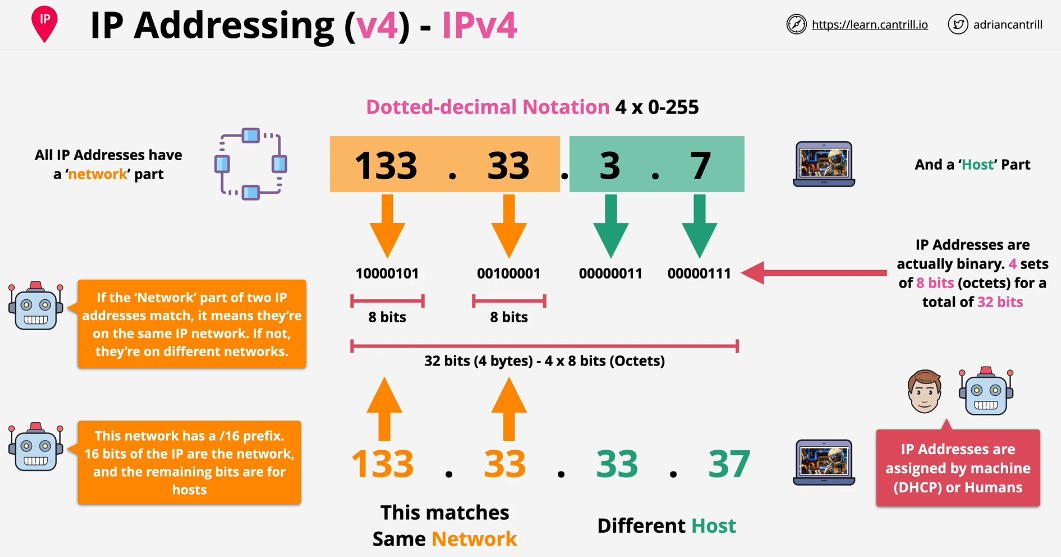 IP
IP Addressing (v4) - IPv4
https://learn.cantrill.io
adriancantrill
Dotted-decimal Notation 4 x 0-255
All IP Addresses have
a ‘network’ part
133 . 33 . 3 . 7
And a ‘Host’ Part
10000101 00100001 00000011 00000111
IP Addresses are
actually binary. 4 sets
of 8 bits (octets) for a
total of 32 bits
If the ‘Network’ part of two IP
addresses match, it means they’re
on the same IP network. If not,
they’re on different networks.
8 bits 8 bits
32 bits (4 bytes) - 4 x 8 bits (Octets)
This network has a /16 prefix.
16 bits of the IP are the network,
and the remaining bits are for
hosts
133 . 33 . 33 . 37
IP Addresses are
assigned by machine
(DHCP) or Humans
This matches
Same Network
Different Host